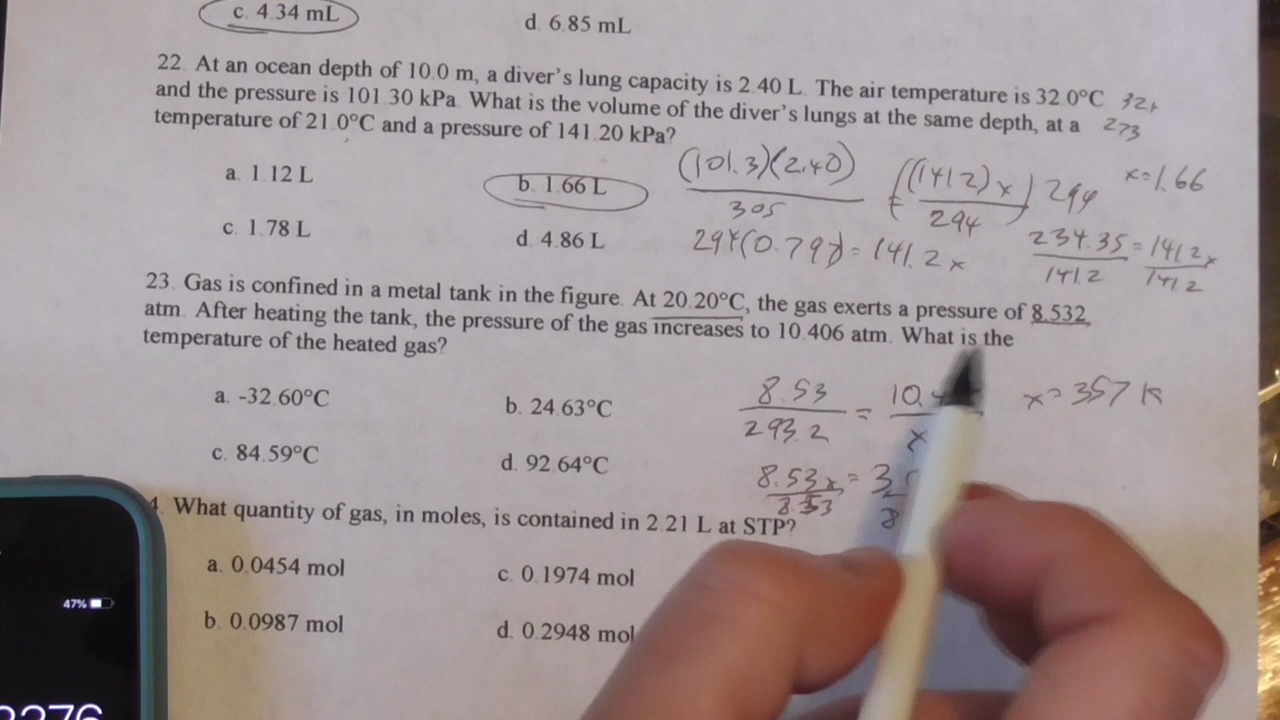 c. 4.34 mL
d. 6.85 mL
22. At an ocean depth of 10.0 m, a diver's lung capacity is 2.40 L. The air temperature is 32.0°C
and the pressure is 101.30 kPa. What is the volume of the diver's lungs at the same depth, at a
temperature of 21.0°C and a pressure of 141.20 kPa?
32+
273
a. 1.12 L
b. 1.66 L
c. 1.78 L
d. 4.86 L
(101.3)(2.40)
305
=
((141.2)x) 294
294
x=1.66
294(0.797)=141.2x
234.35=141.2x
141.2 141.2
23. Gas is confined in a metal tank in the figure. At 20.20°C, the gas exerts a pressure of 8.532
atm. After heating the tank, the pressure of the gas increases to 10.406 atm. What is the
temperature of the heated gas?
a. -32.60°C
b. 24.63°C
c. 84.59°C
d. 92.64°C
8.53 = 10.4
293.2 x
x=357 K
8.53x=3
8.53 8
4. What quantity of gas, in moles, is contained in 2.21 L at STP?
a. 0.0454 mol
c. 0.1974 mol
b. 0.0987 mol
d. 0.2948 mol
47%